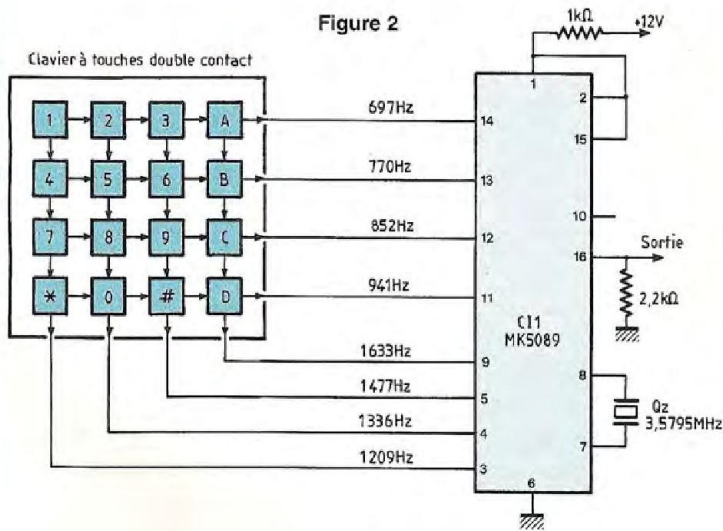 Figure 2
1kΩ
+12V
Clavier à touches double contact
1
2
3
A
697Hz
14
1
2
15
4
5
6
B
770Hz
13
7
8
9
C
852Hz
12
10
Sortie
16
*
0
#
D
941Hz
11
2,2kΩ
CI1
MK5089
1633Hz
9
8
1477Hz
5
Qz
3,5795MHz
1336Hz
4
7
1209Hz
3
6